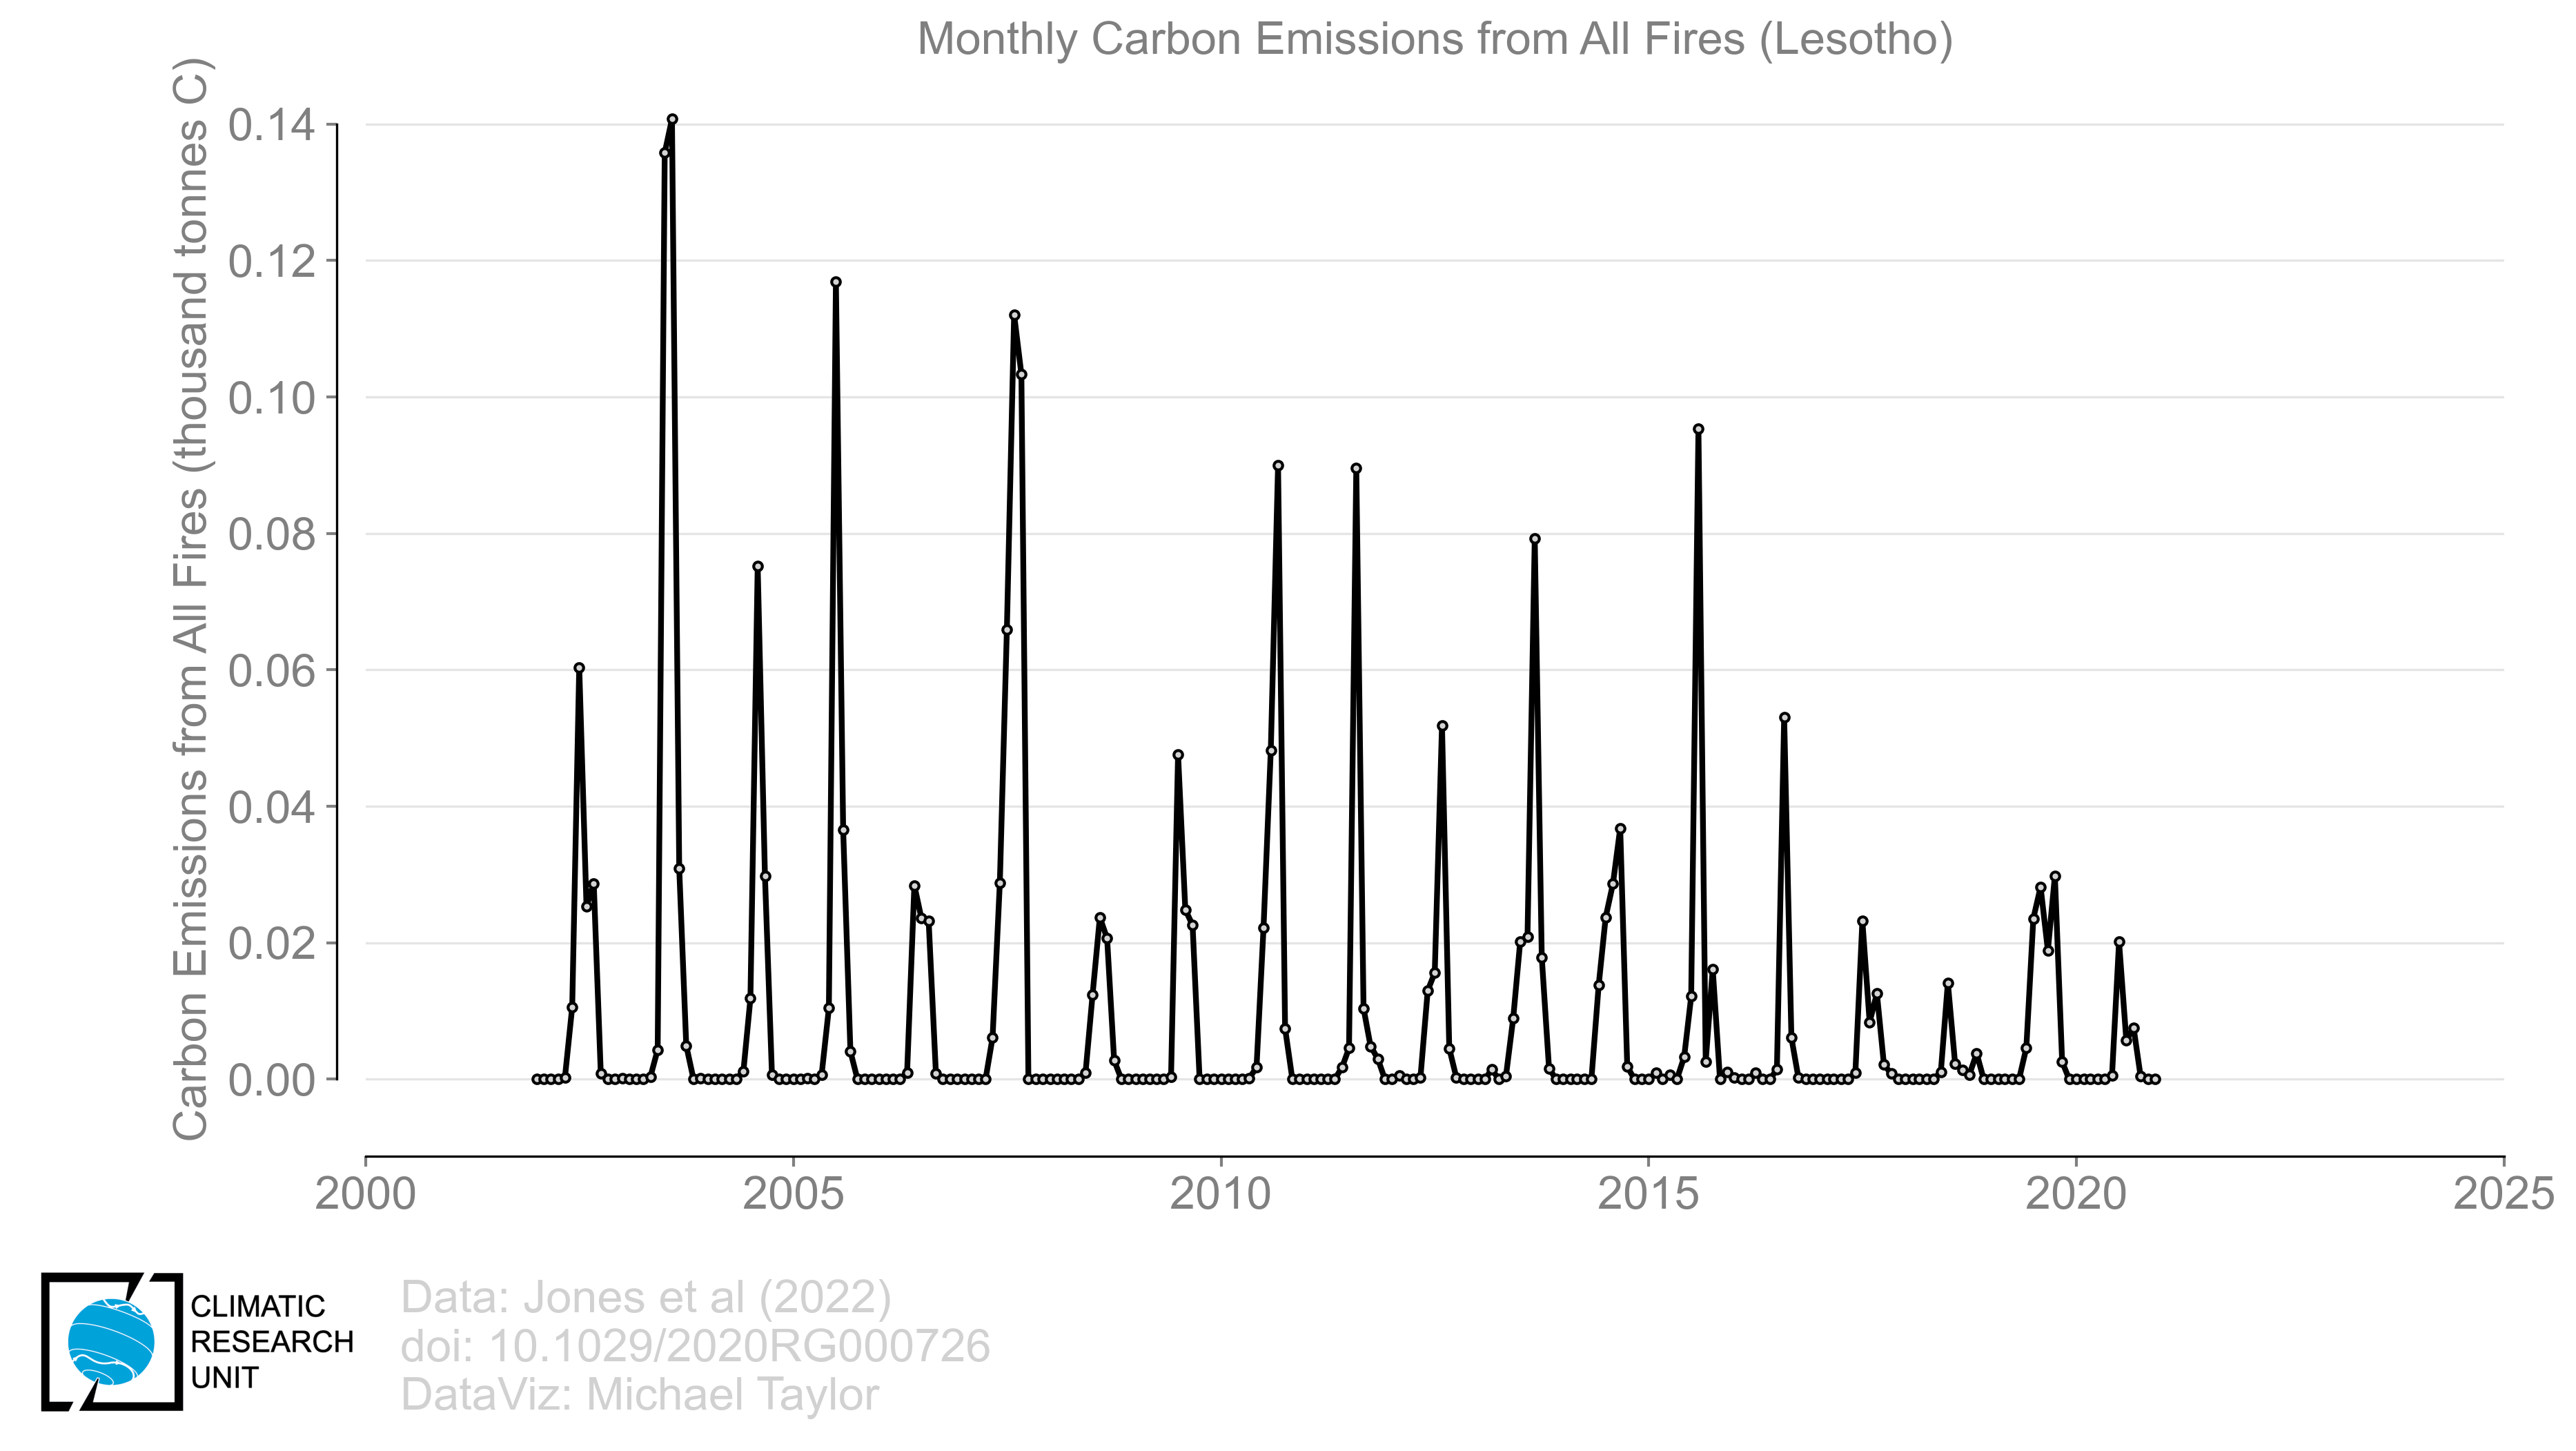 Monthly Carbon Emissions from All Fires (Lesotho)
Carbon Emissions from All Fires (thousand tonnes C)
0.14
0.12
0.10
0.08
0.06
0.04
0.02
0.00
2000
2005
2010
2015
2020
2025
CLIMATIC
RESEARCH
UNIT
Data: Jones et al (2022)
doi: 10.1029/2020RG000726
DataViz: Michael Taylor